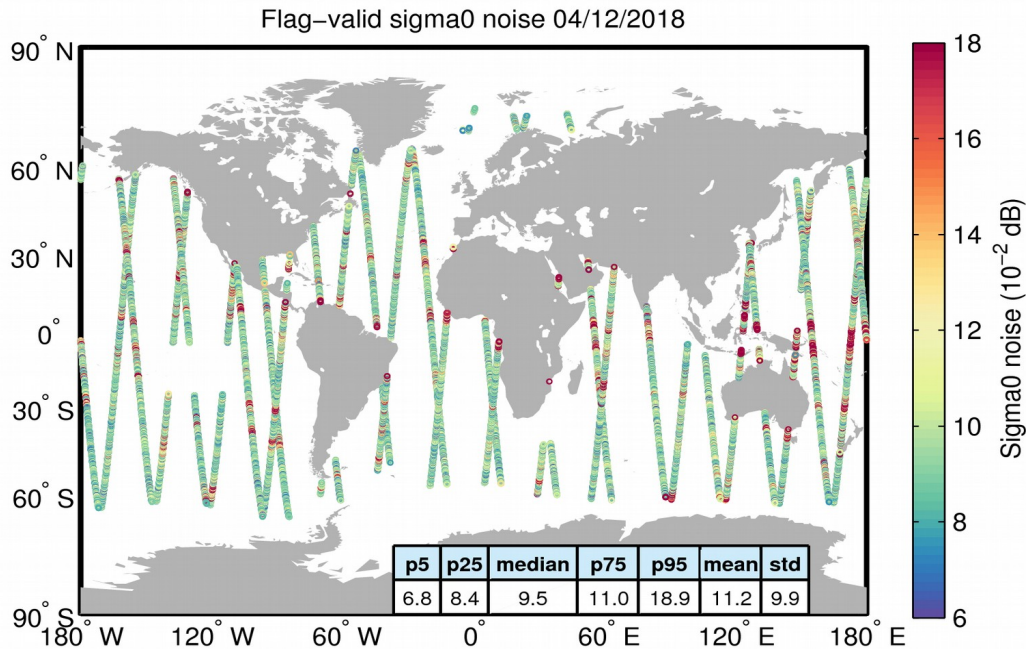 Flag−valid sigma0 noise 04/12/2018
90° N
60° N
30° N
0°
30° S
60° S
90° S
180° W
120° W
60° W
0°
60° E
120° E
180° E
p5 p25 median p75 p95 mean std
6.8 8.4 9.5 11.0 18.9 11.2 9.9
18
16
14
12
10
8
6
Sigma0 noise (10⁻² dB)